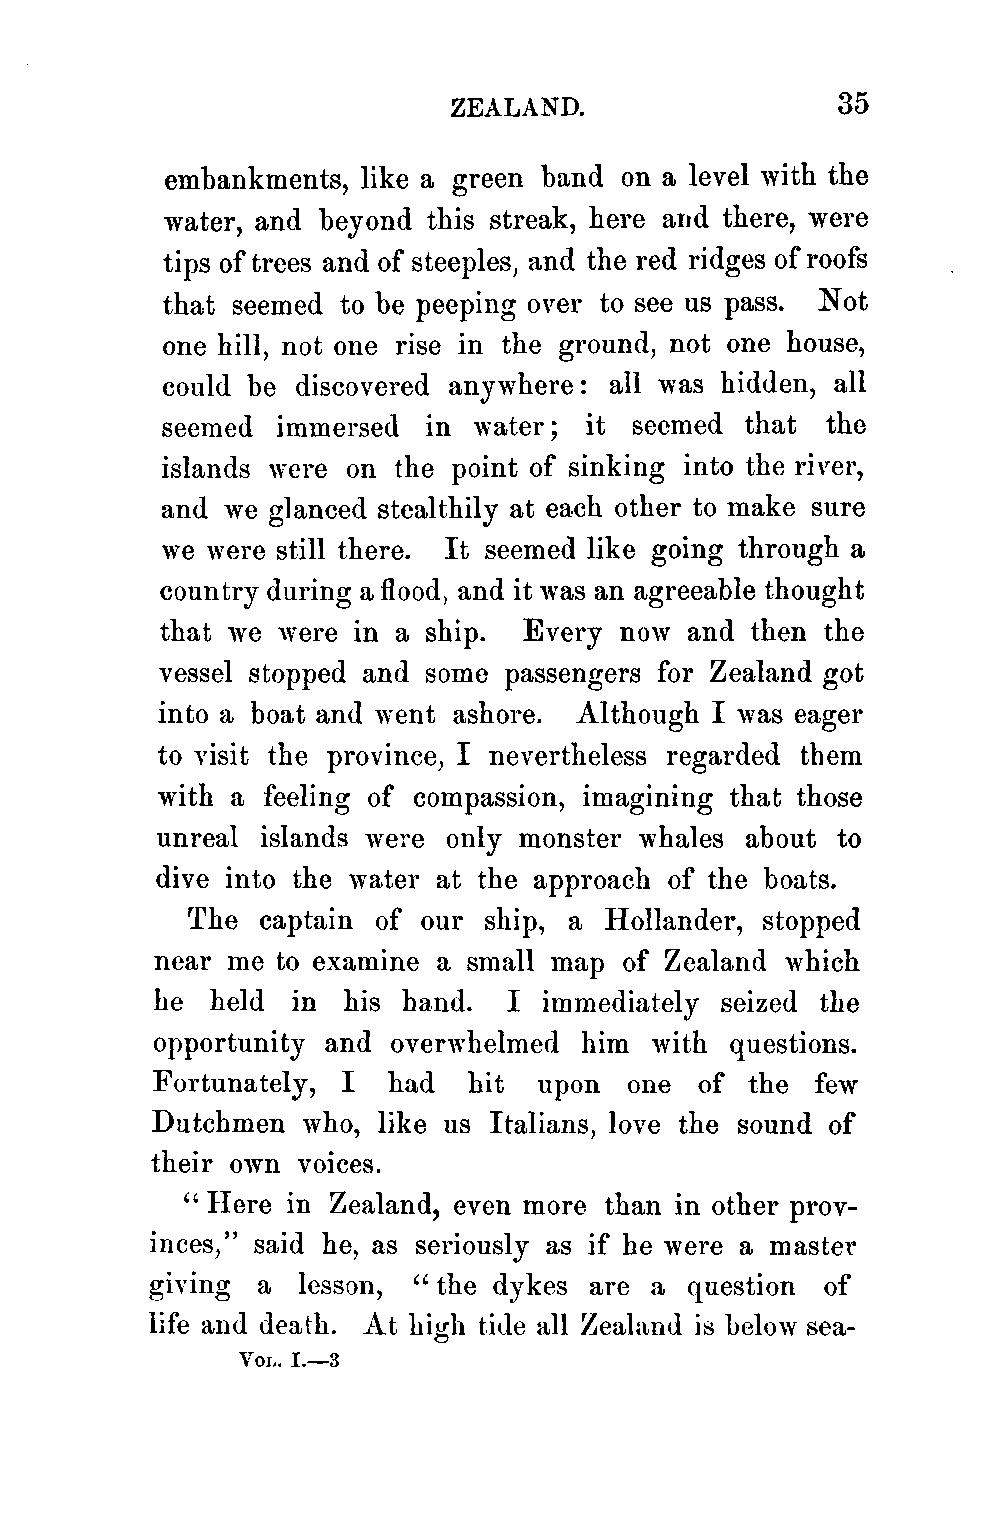 ZEALAND. 35
embankments, like a green band on a level with the
water, and beyond this streak, here and there, were
tips of trees and of steeples, and the red ridges of roofs
that seemed to be peeping over to see us pass. Not
one hill, not one rise in the ground, not one house,
could be discovered anywhere: all was hidden, all
seemed immersed in water; it seemed that the
islands were on the point of sinking into the river,
and we glanced stealthily at each other to make sure
we were still there. It seemed like going through a
country during a flood, and it was an agreeable thought
that we were in a ship. Every now and then the
vessel stopped and some passengers for Zealand got
into a boat and went ashore. Although I was eager
to visit the province, I nevertheless regarded them
with a feeling of compassion, imagining that those
unreal islands were only monster whales about to
dive into the water at the approach of the boats.
The captain of our ship, a Hollander, stopped
near me to examine a small map of Zealand which
he held in his hand. I immediately seized the
opportunity and overwhelmed him with questions.
Fortunately, I had hit upon one of the few
Dutchmen who, like us Italians, love the sound of
their own voices.
“Here in Zealand, even more than in other prov-
inces,” said he, as seriously as if he were a master
giving a lesson, “the dykes are a question of
life and death. At high tide all Zealand is below sea-
VOL. I.—3